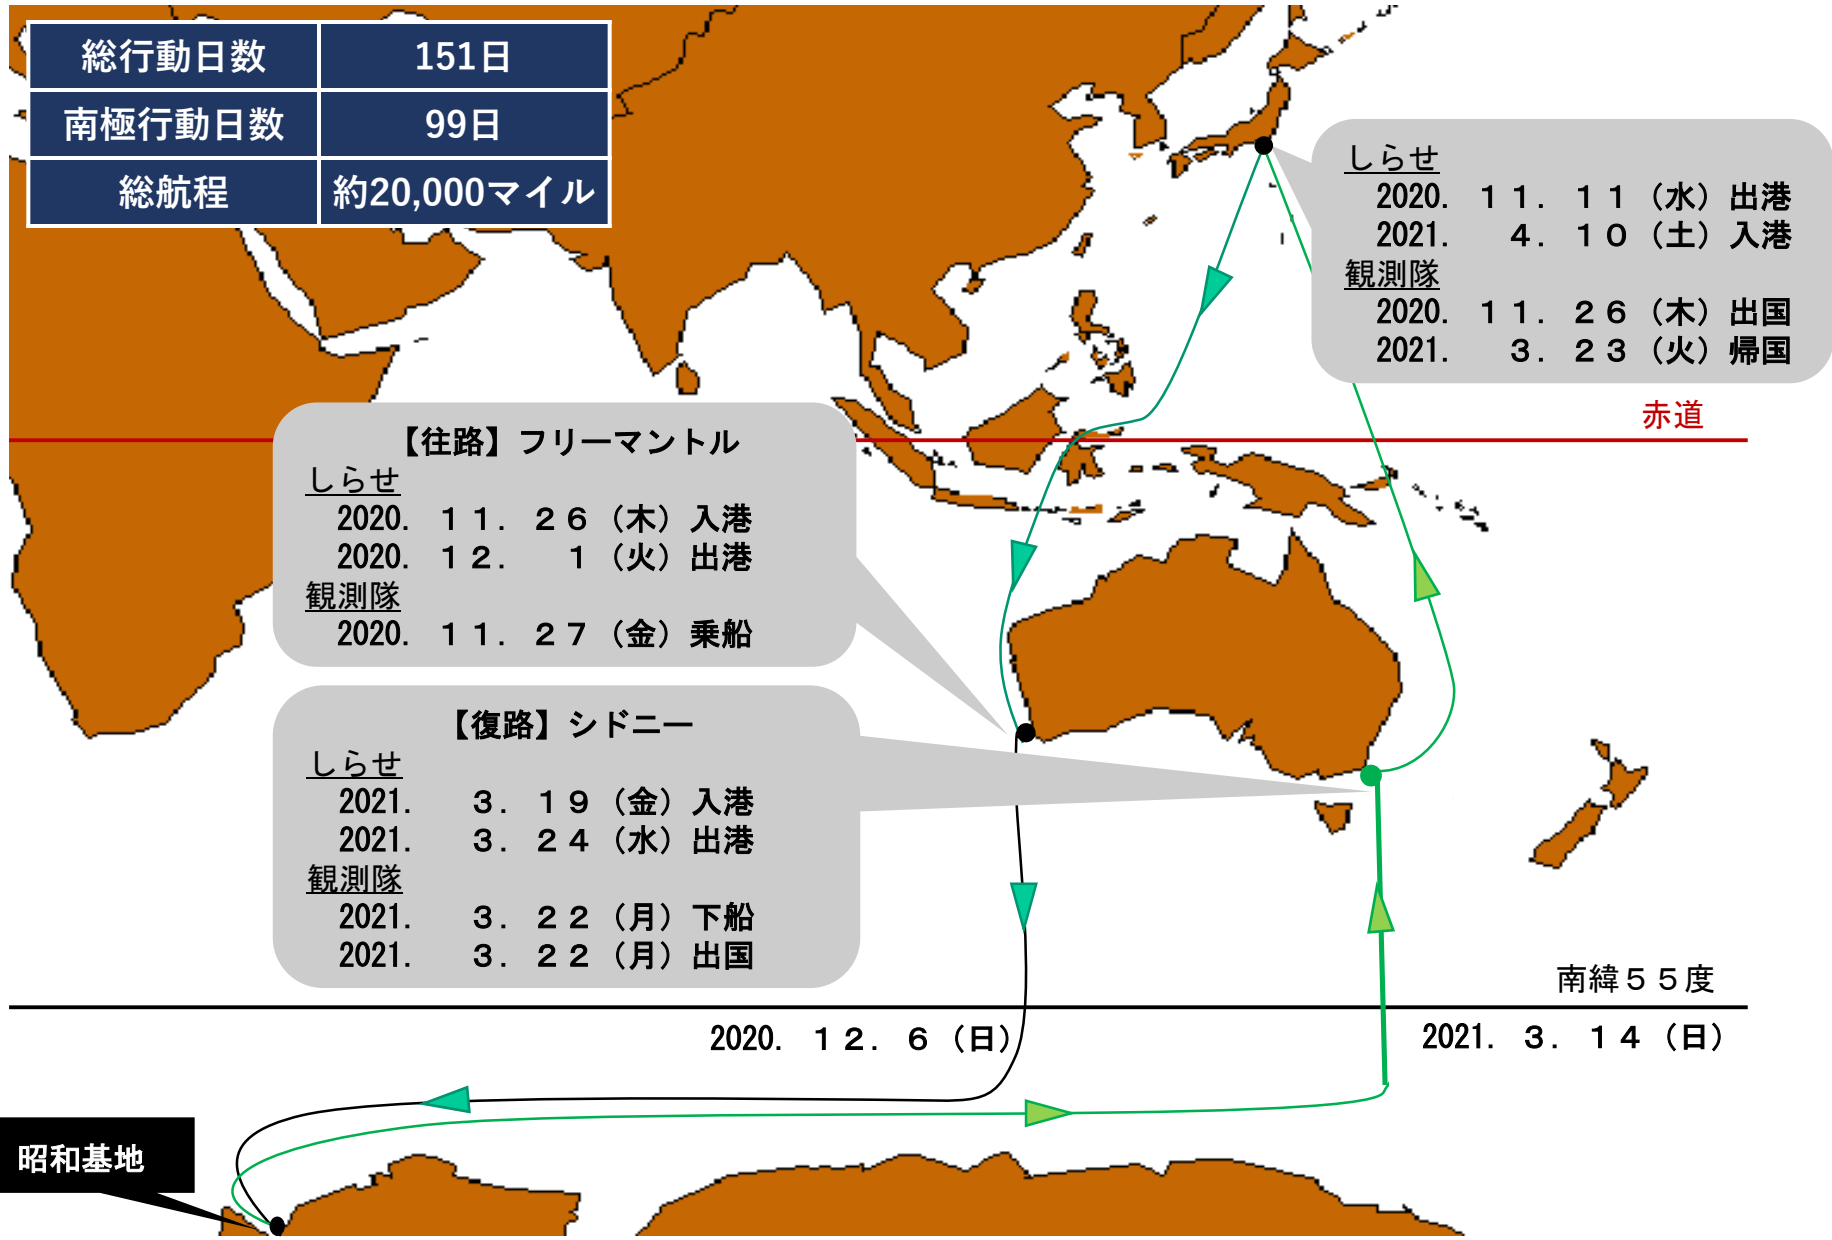 総行動日数 151日
南極行動日数 99日
総航程 約20,000マイル
しらせ
2020. 11. 11(水)出港
2021. 4. 10(土)入港
観測隊
2020. 11. 26(木)出国
2021. 3. 23(火)帰国
赤道
【往路】フリーマントル
しらせ
2020. 11. 26(木)入港
2020. 12. 1(火)出港
観測隊
2020. 11. 27(金)乗船
【復路】シドニー
しらせ
2021. 3. 19(金)入港
2021. 3. 24(水)出港
観測隊
2021. 3. 22(月)下船
2021. 3. 22(月)出国
南緯55度
2020. 12. 6(日)
2021. 3. 14(日)
昭和基地